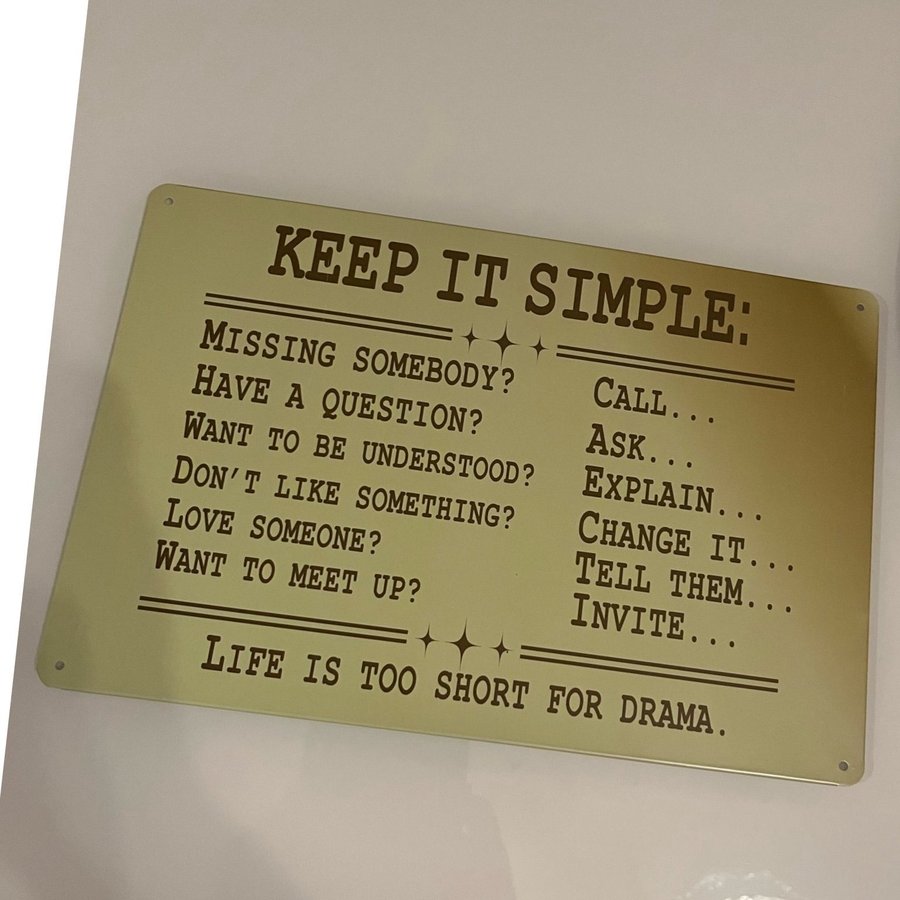 KEEP IT SIMPLE:
MISSING SOMEBODY? CALL...
HAVE A QUESTION? ASK...
WANT TO BE UNDERSTOOD? EXPLAIN...
DON'T LIKE SOMETHING? CHANGE IT...
LOVE SOMEONE? TELL THEM...
WANT TO MEET UP? INVITE...
LIFE IS TOO SHORT FOR DRAMA.